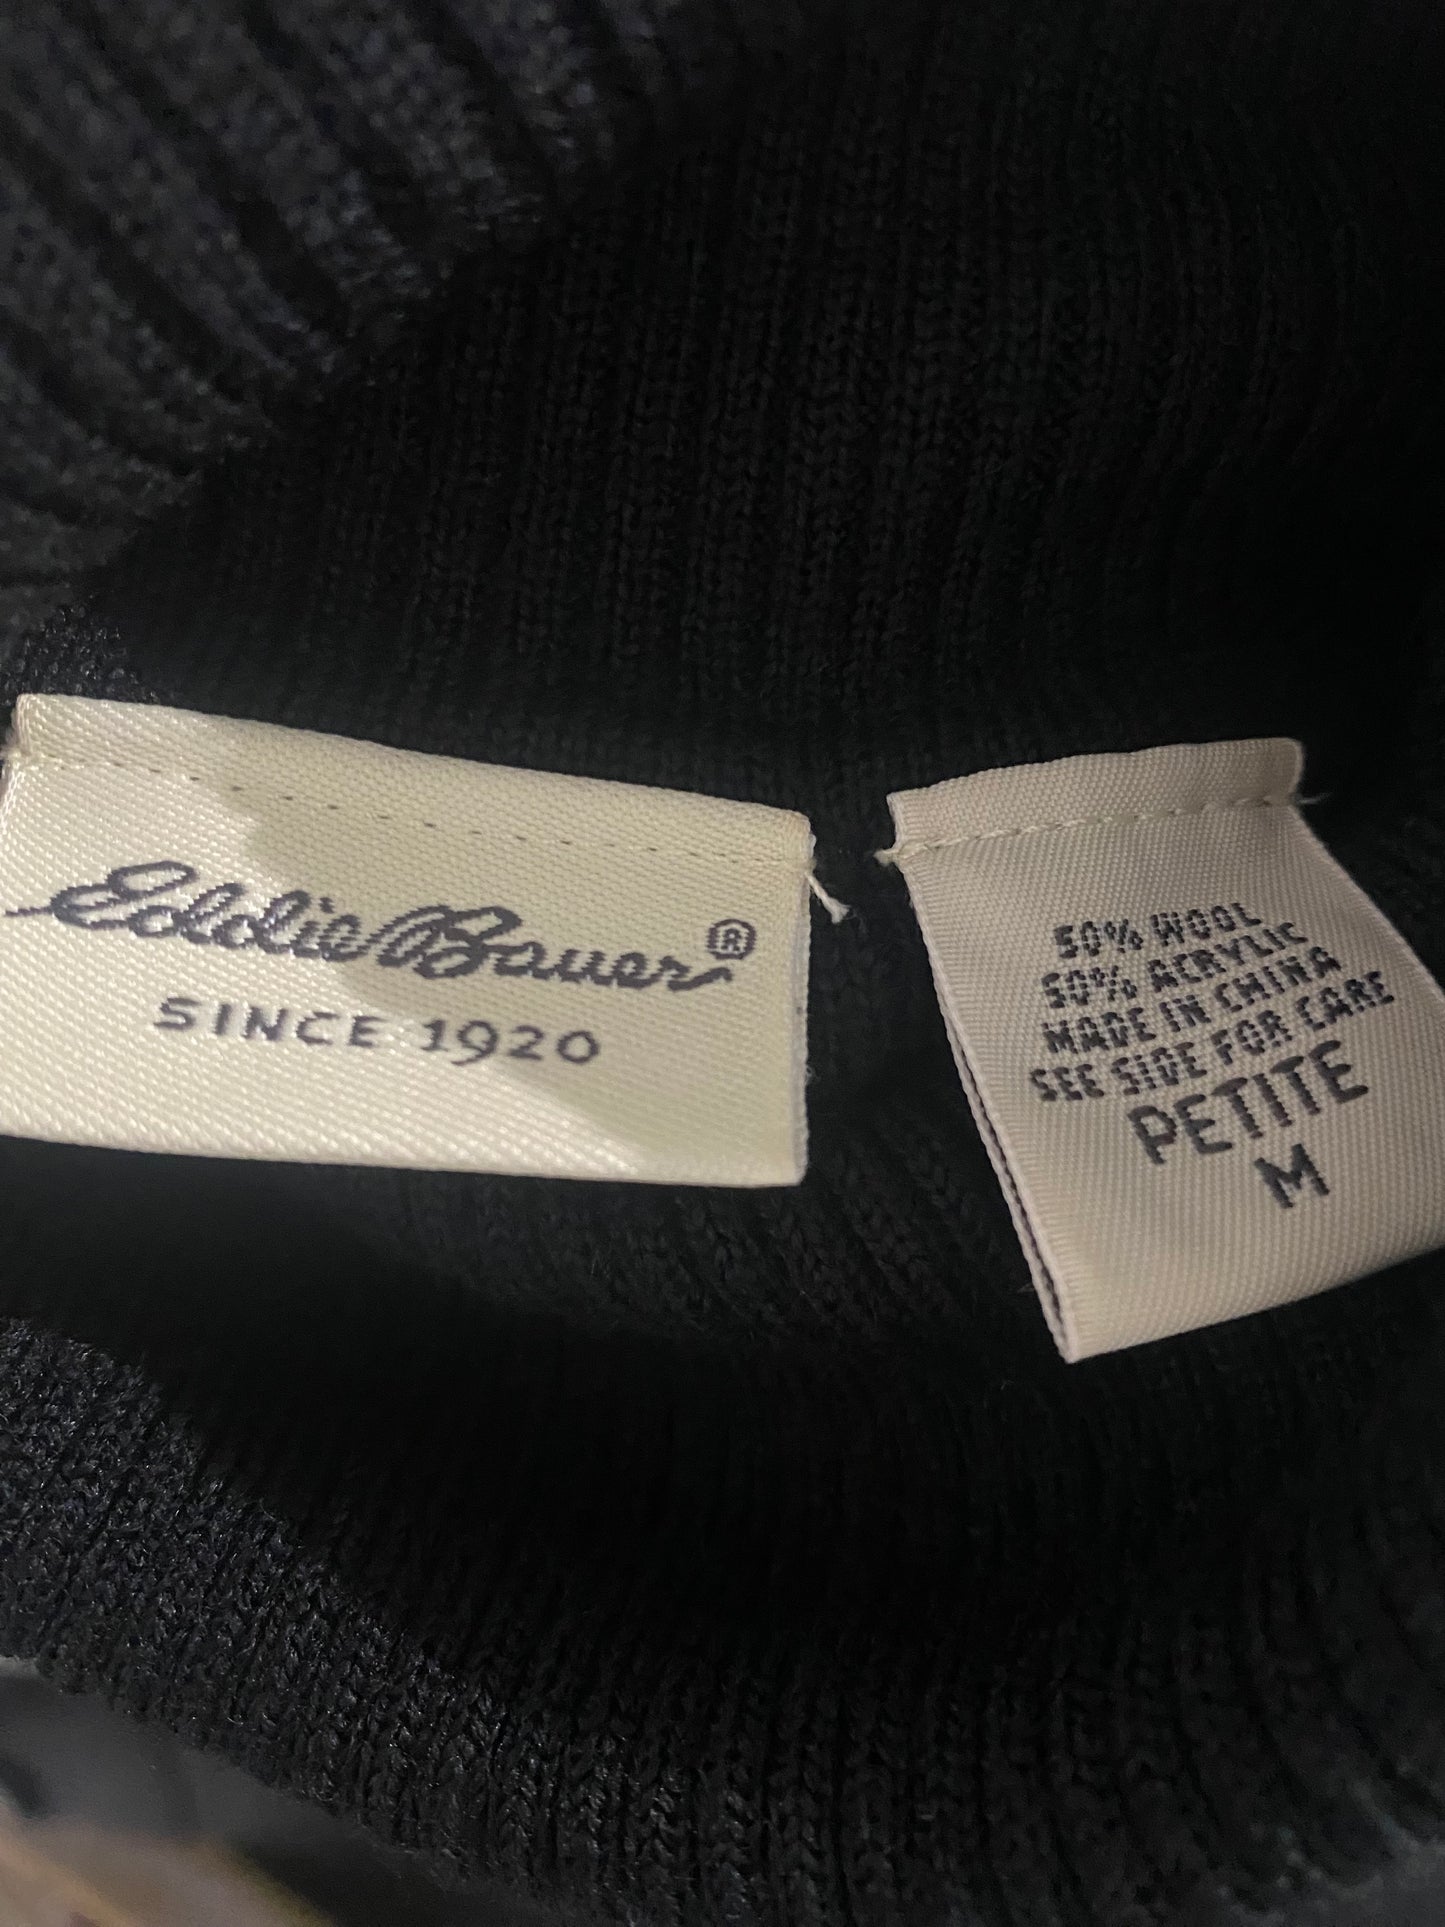 Eddie Bauer®
SINCE 1920
50% WOOL
50% ACRYLIC
MADE IN CHINA
SEE SIDE FOR CARE
PETITE
M